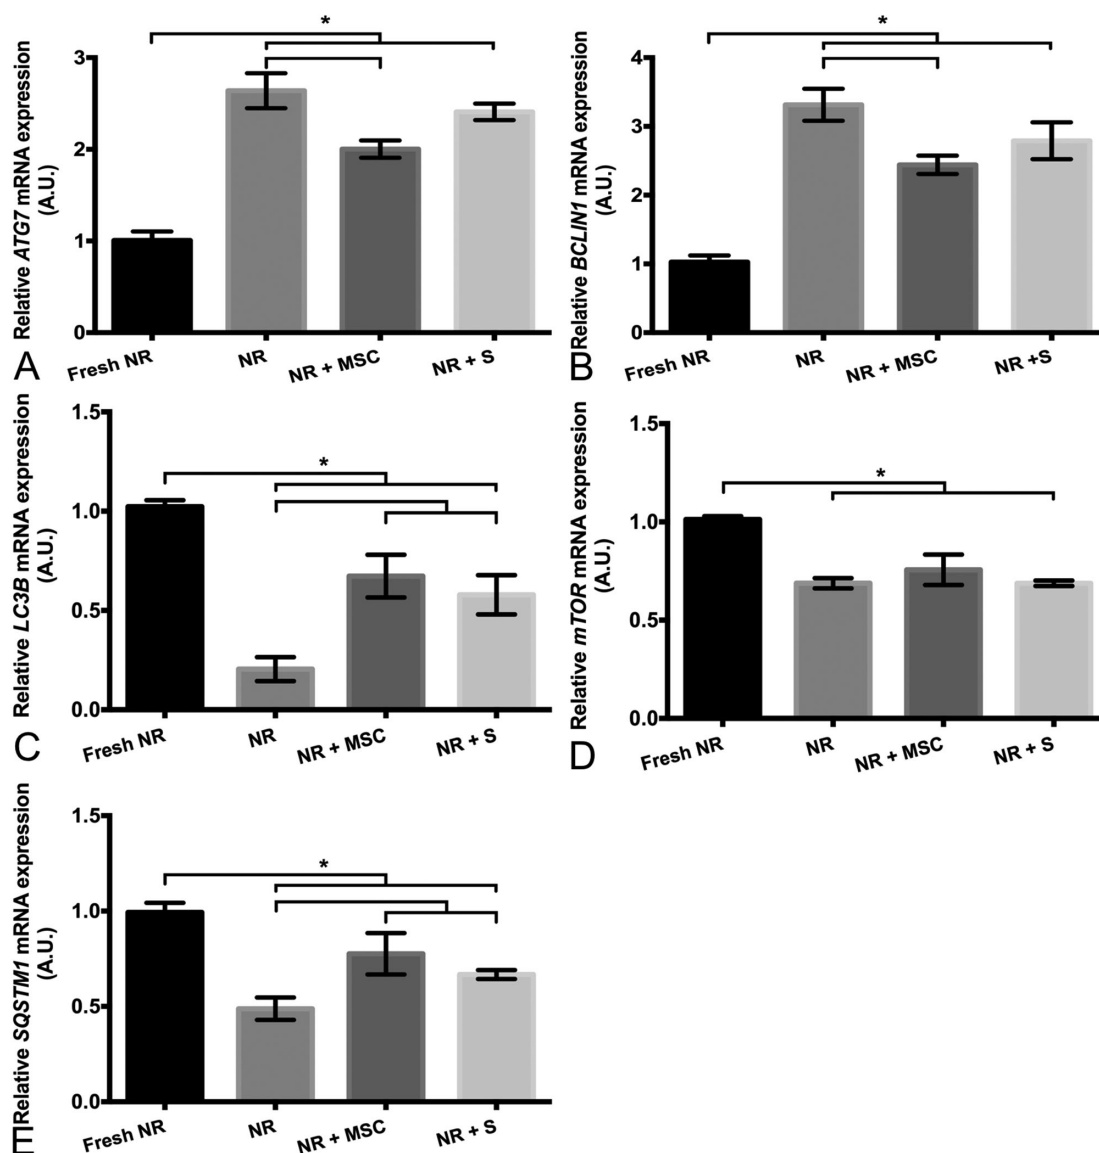 *
3
2
1
0
Relative ATG7 mRNA expression
(A.U.)
Fresh NR
NR
NR + MSC
NR + S
A
*
4
3
2
1
0
Relative BCLIN1 mRNA expression
(A.U.)
Fresh NR
NR
NR + MSC
NR +S
B
*
1.5
1.0
0.5
0.0
Relative LC3B mRNA expression
(A.U.)
Fresh NR
NR
NR + MSC
NR + S
C
*
1.5
1.0
0.5
0.0
Relative mTOR mRNA expression
(A.U.)
Fresh NR
NR
NR + MSC
NR + S
D
*
1.5
1.0
0.5
0.0
Relative SQSTM1 mRNA expression
(A.U.)
Fresh NR
NR
NR + MSC
NR + S
E